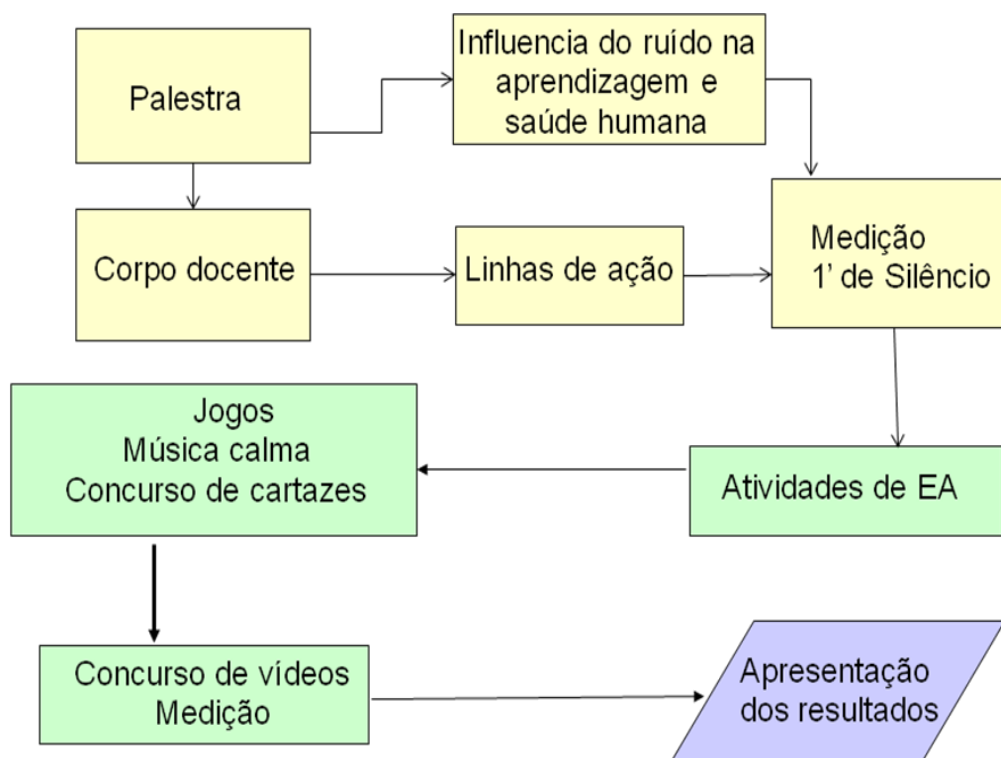 Palestra
Influencia do ruído na
aprendizagem e
saúde humana
Corpo docente
Linhas de ação
Medição
1’ de Silêncio
Jogos
Música calma
Concurso de cartazes
Atividades de EA
Concurso de vídeos
Medição
Apresentação
dos resultados